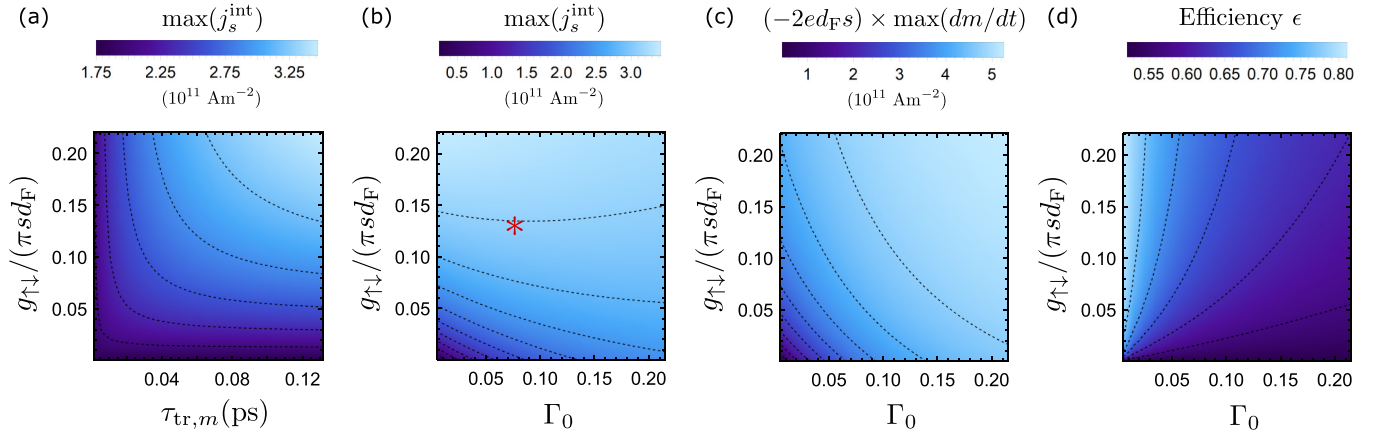 (a) max(j_s^int)
1.75 2.25 2.75 3.25
(10^11 Am^−2)
g↑↓/(πsd_F)
0.20
0.15
0.10
0.05
0.04 0.08 0.12
τ_tr,m(ps)
(b) max(j_s^int)
0.5 1.0 1.5 2.0 2.5 3.0
(10^11 Am^−2)
g↑↓/(πsd_F)
0.20
0.15
0.10
0.05
*
0.05 0.10 0.15 0.20
Γ_0
(c) (−2ed_Fs) × max(dm/dt)
1 2 3 4 5
(10^11 Am^−2)
g↑↓/(πsd_F)
0.20
0.15
0.10
0.05
0.05 0.10 0.15 0.20
Γ_0
(d) Efficiency ϵ
0.55 0.60 0.65 0.70 0.75 0.80
g↑↓/(πsd_F)
0.20
0.15
0.10
0.05
0.05 0.10 0.15 0.20
Γ_0